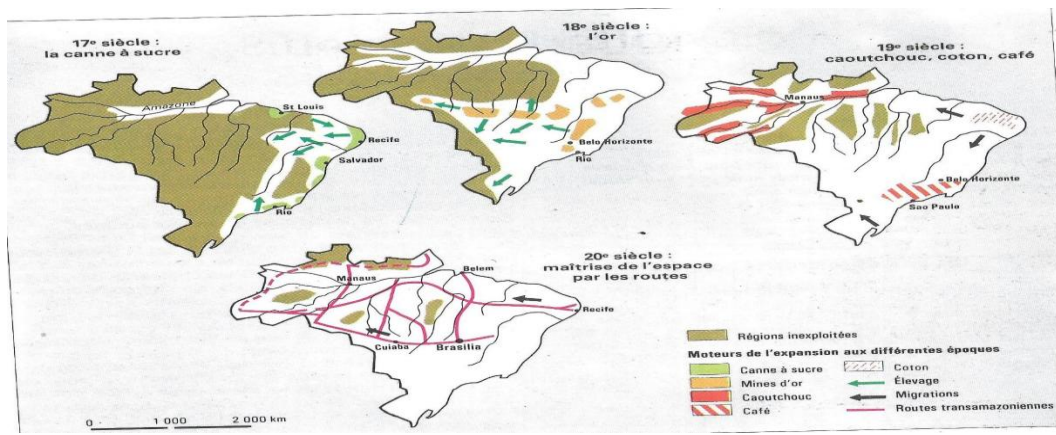 17e siècle :
la canne à sucre
Amazone
St Louis
Recife
Salvador
Rio
18e siècle :
l'or
Belo Horizonte
Rio
19e siècle :
caoutchouc, coton, café
Manaus
Belo Horizonte
Sao Paulo
20e siècle :
maîtrise de l'espace
par les routes
Manaus
Belem
Recife
Cuiaba
Brasilia
0 1 000 2 000 km
Régions inexploitées
Moteurs de l'expansion aux différentes époques
Canne à sucre
Mines d'or
Caoutchouc
Café
Coton
Élevage
Migrations
Routes transamazoniennes